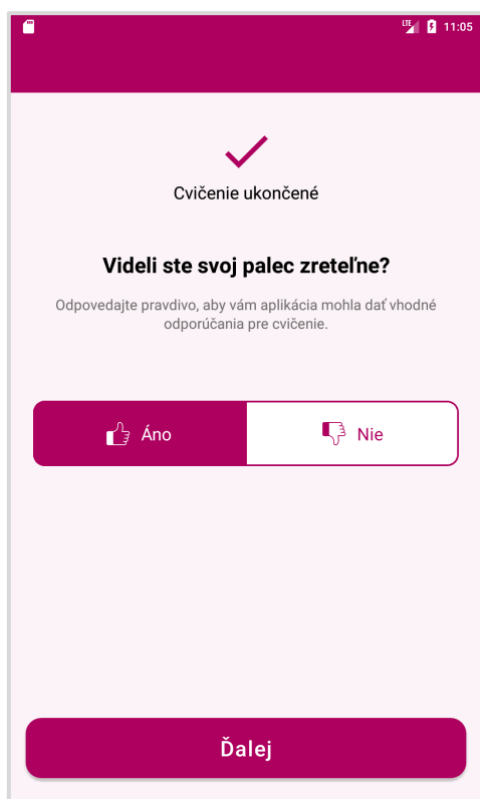 LTE 11:05
Cvičenie ukončené
Videli ste svoj palec zreteľne?
Odpovedajte pravdivo, aby vám aplikácia mohla dať vhodné
odporúčania pre cvičenie.
Áno Nie
Ďalej